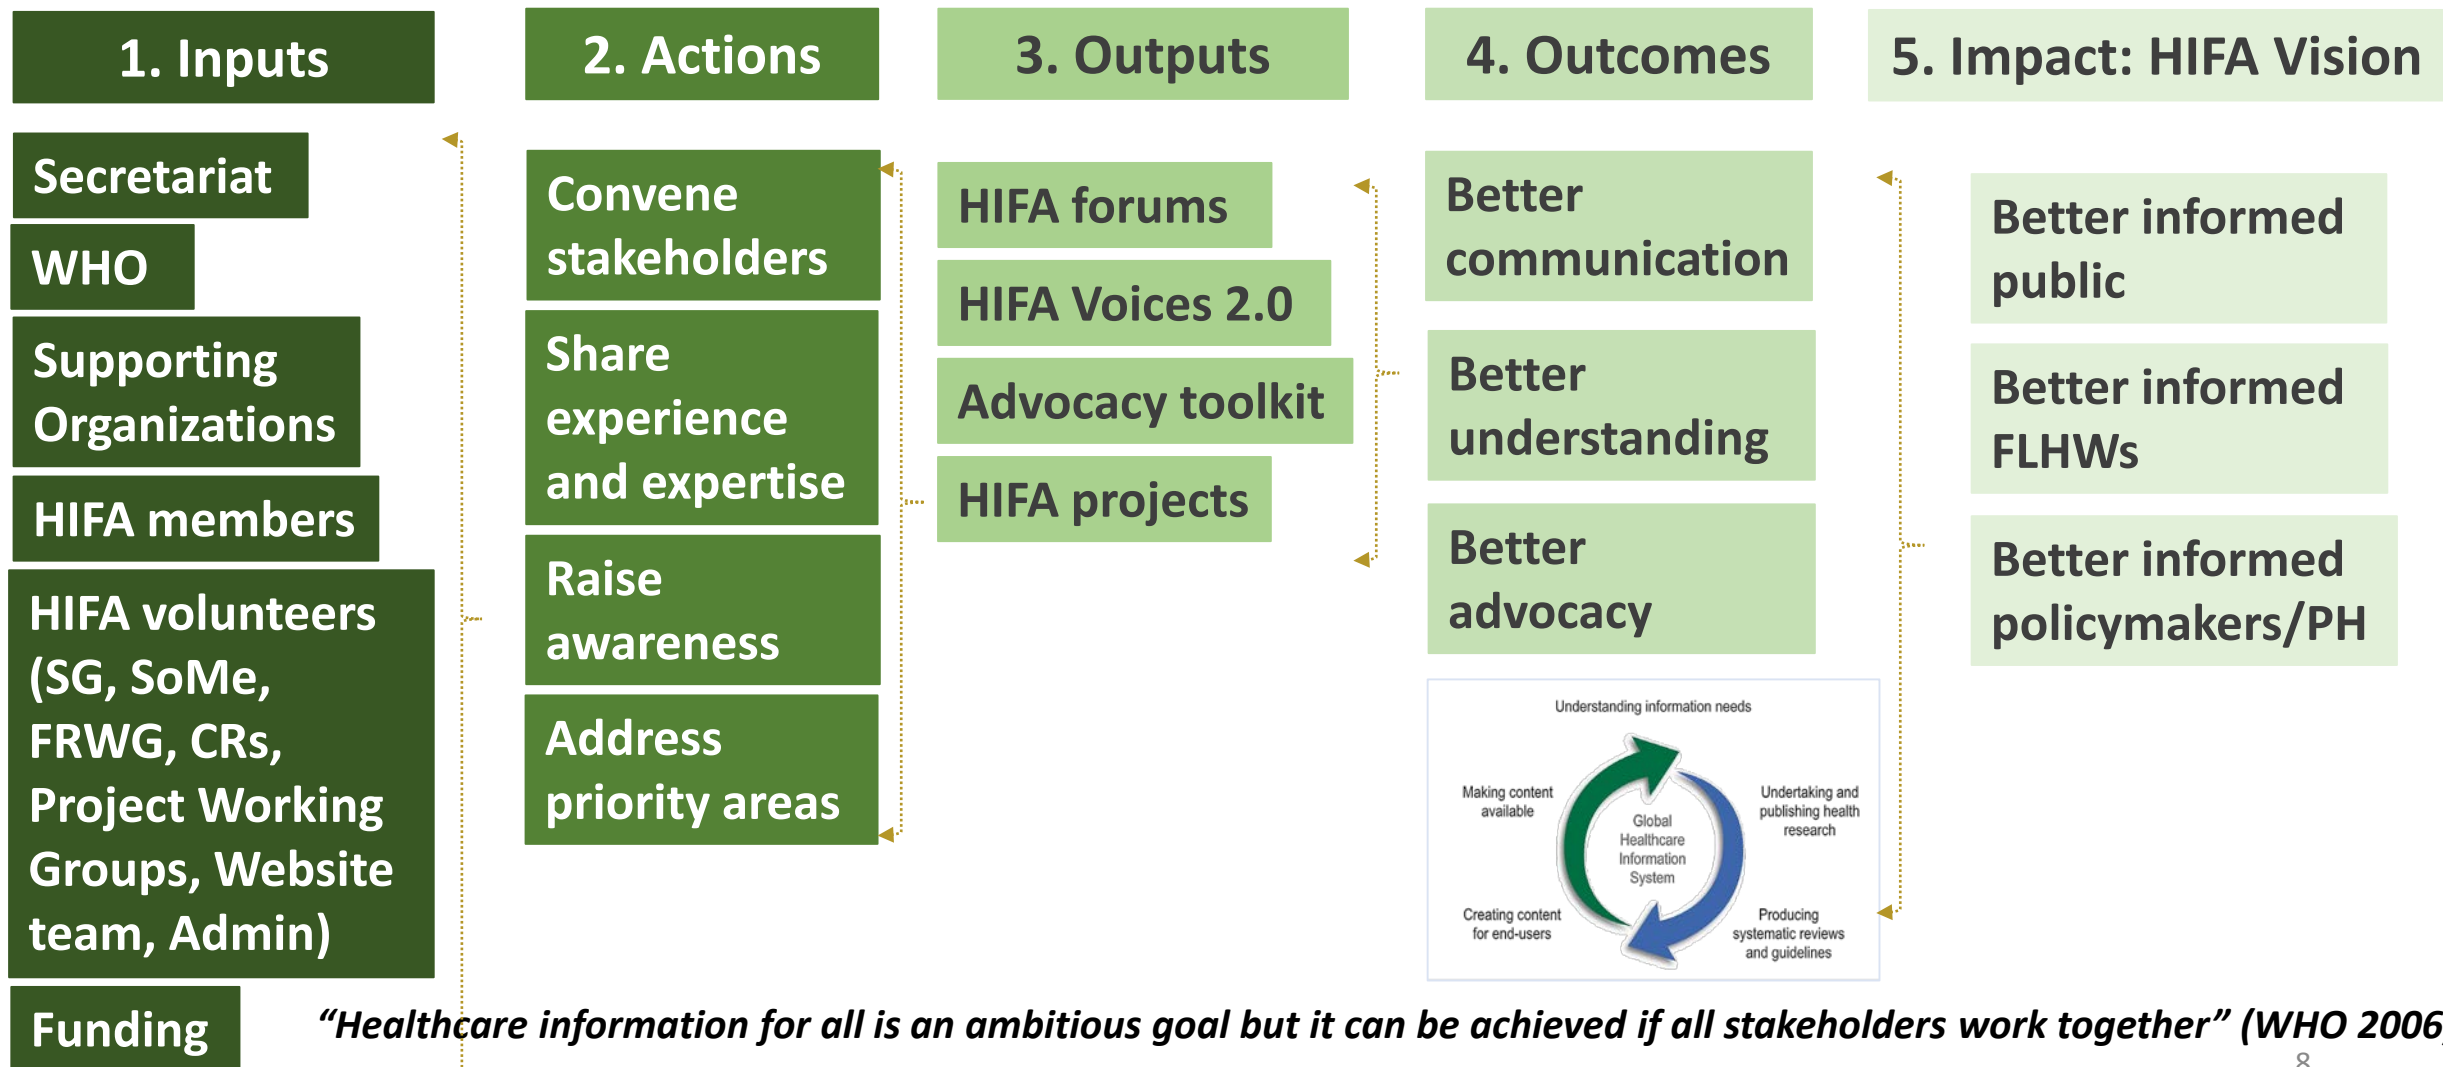 1. Inputs
Secretariat
WHO
Supporting
Organizations
HIFA members
HIFA volunteers
(SG, SoMe,
FRWG, CRs,
Project Working
Groups, Website
team, Admin)
Funding
2. Actions
Convene
stakeholders
Share
experience
and expertise
Raise
awareness
Address
priority areas
3. Outputs
HIFA forums
HIFA Voices 2.0
Advocacy toolkit
HIFA projects
4. Outcomes
Better
communication
Better
understanding
Better
advocacy
Understanding information needs
Undertaking and
publishing health
research
Producing
systematic reviews
and guidelines
Creating content
for end-users
Making content
available
Global
Healthcare
Information
System
5. Impact: HIFA Vision
Better informed
public
Better informed
FLHWs
Better informed
policymakers/PH
“Healthcare information for all is an ambitious goal but it can be achieved if all stakeholders work together” (WHO 2006)
8